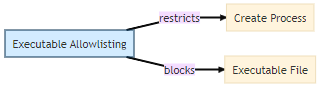 restricts
Create Process
Executable Allowlisting
blocks
Executable File